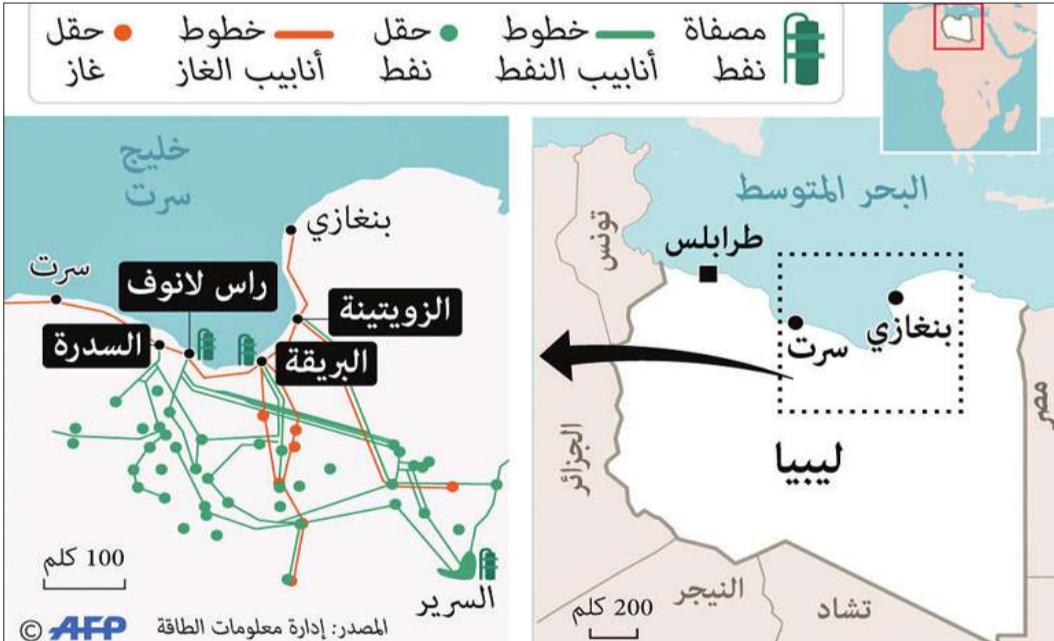 مصفاة نفط
خطوط أنابيب النفط
حقل نفط
خطوط أنابيب الغاز
حقل غاز
البحر المتوسط
تونس
طرابلس
بنغازي
سرت
مصر
الجزائر
ليبيا
النيجر
تشاد
200 كلم
خليج
سرت
بنغازي
سرت
راس لانوف
الزويتينة
السدرة
البريقة
100 كلم
السرير
© AFP
المصدر: إدارة معلومات الطاقة